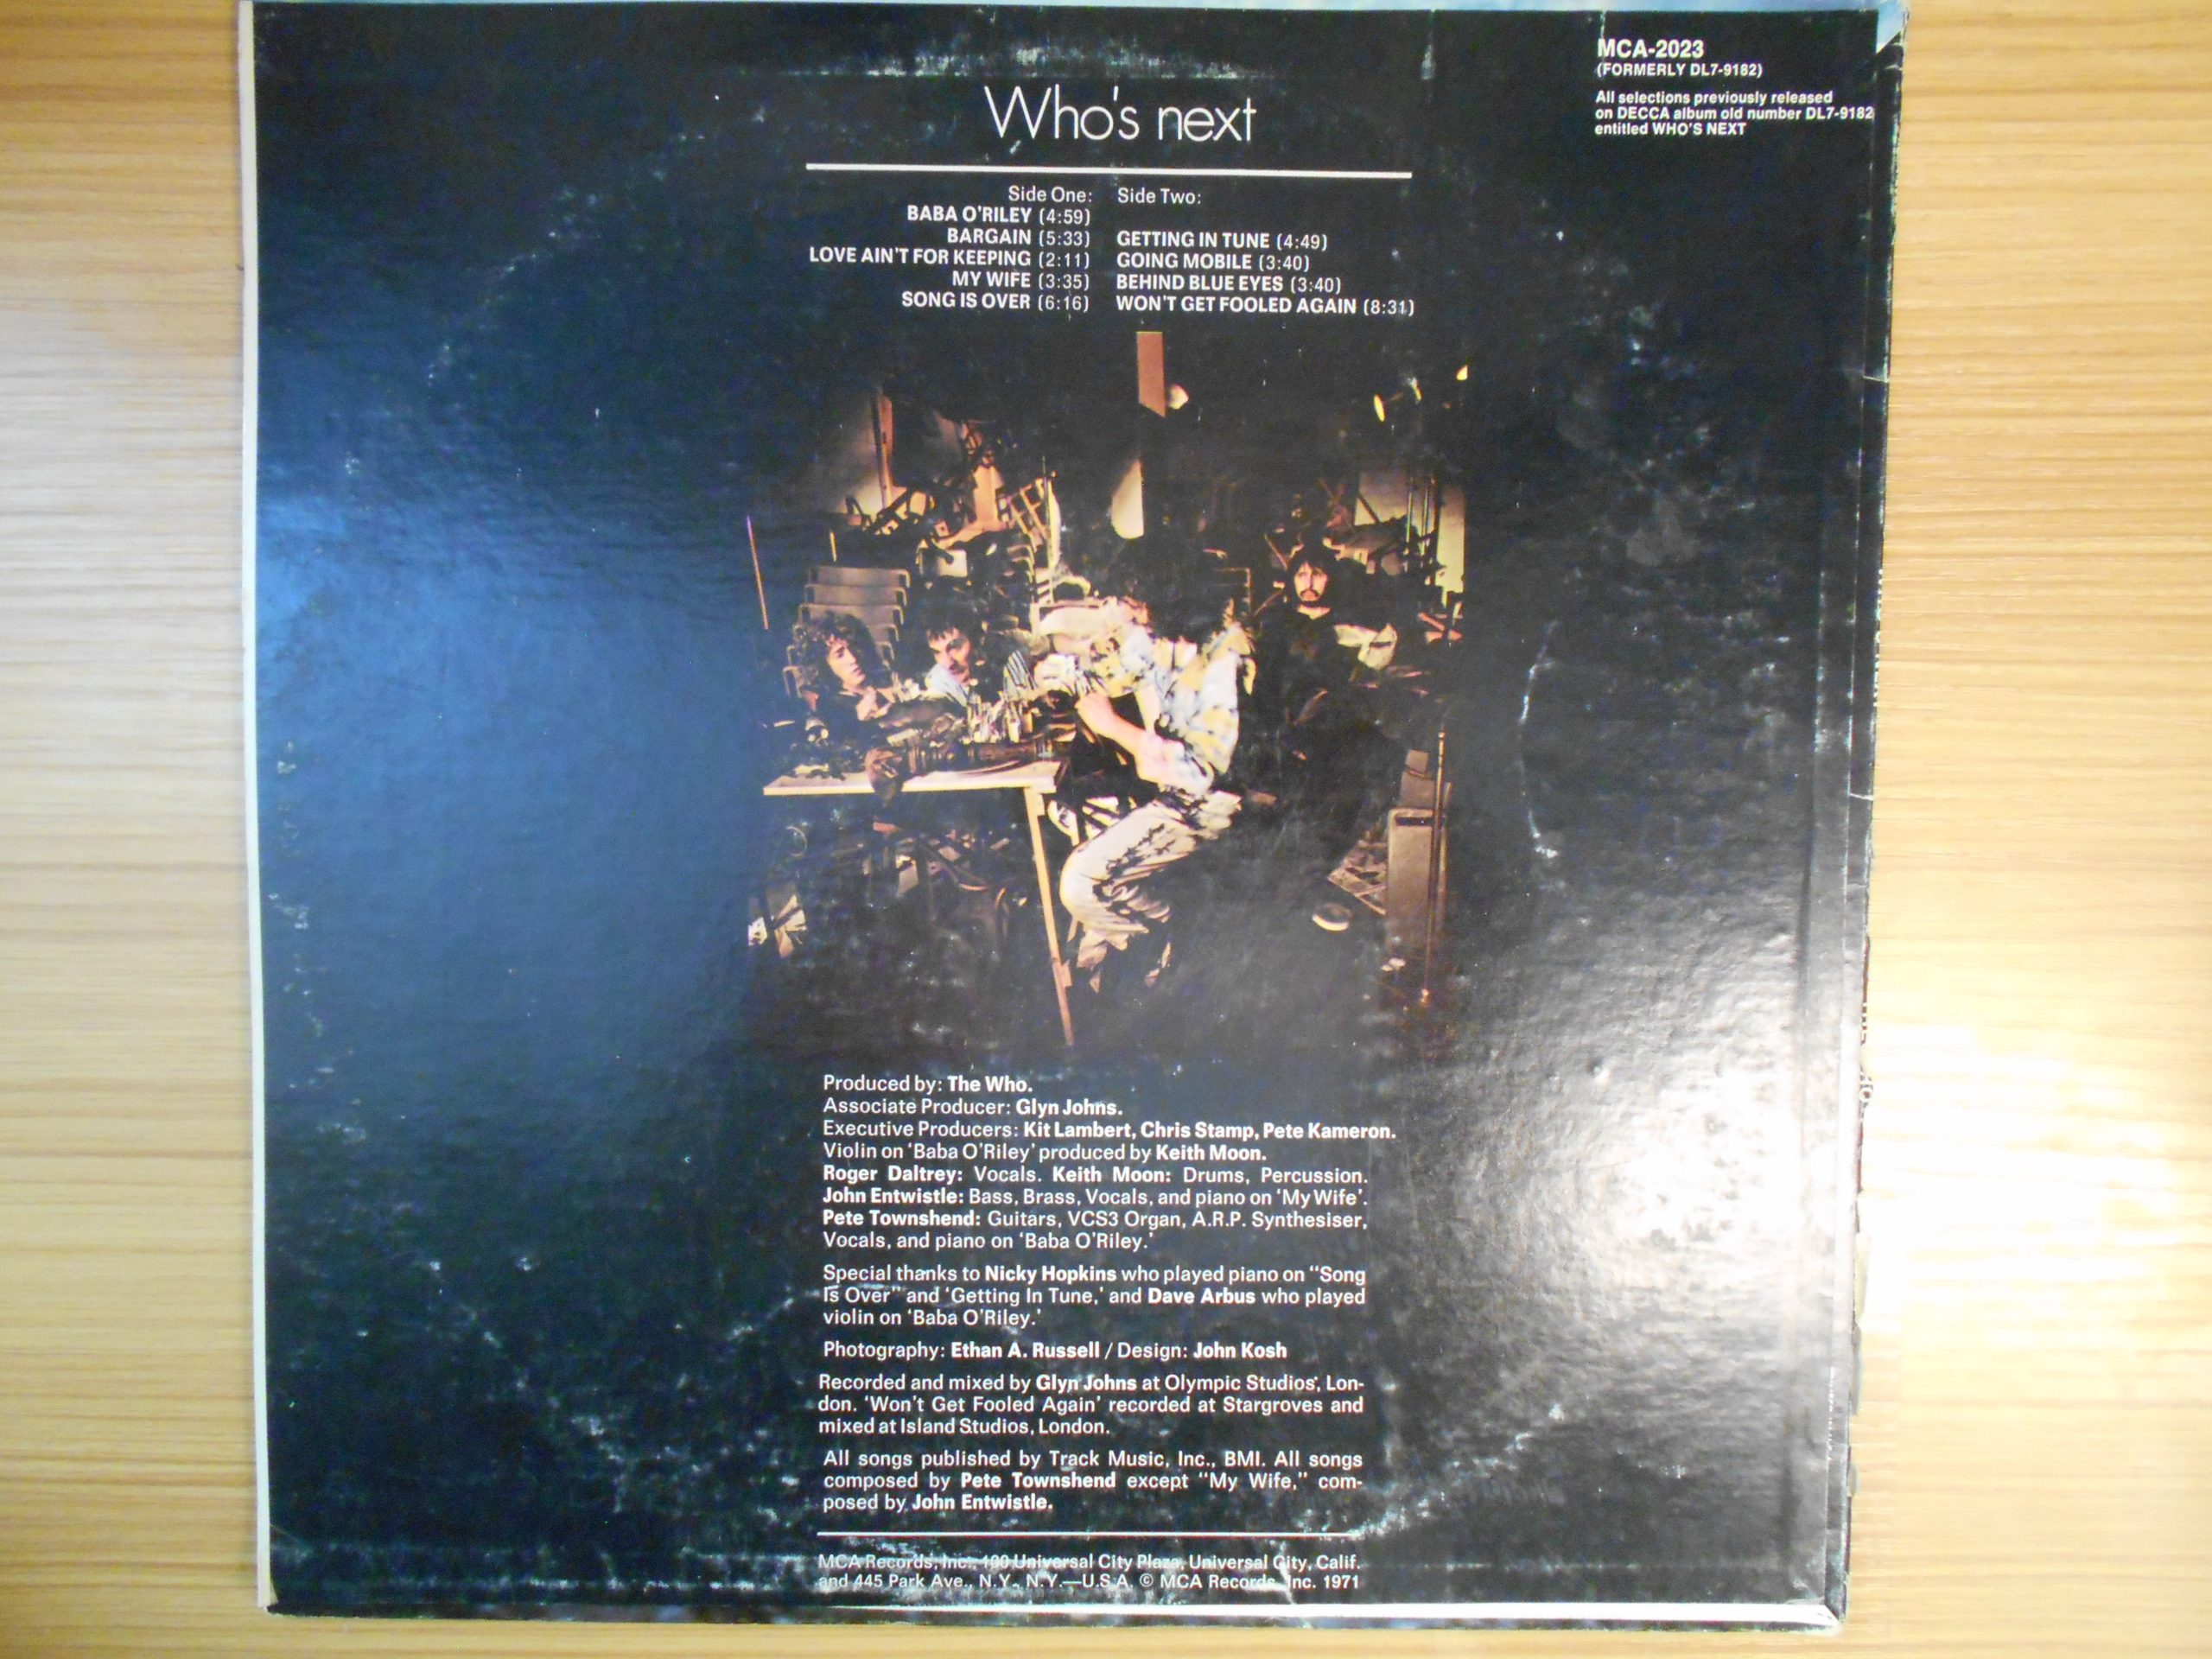 MCA-2023
(FORMERLY DL7-9182)
All selections previously released
on DECCA album old number DL7-9182
entitled WHO'S NEXT
Who's next
Side One:
BABA O'RILEY (4:59)
BARGAIN (5:33)
LOVE AIN'T FOR KEEPING (2:11)
MY WIFE (3:35)
SONG IS OVER (6:16)
Side Two:
GETTING IN TUNE (4:49)
GOING MOBILE (3:40)
BEHIND BLUE EYES (3:40)
WON'T GET FOOLED AGAIN (8:31)
Produced by: The Who.
Associate Producer: Glyn Johns.
Executive Producers: Kit Lambert, Chris Stamp, Pete Kameron.
Violin on 'Baba O'Riley' produced by Keith Moon.
Roger Daltrey: Vocals. Keith Moon: Drums, Percussion.
John Entwistle: Bass, Brass, Vocals, and piano on 'My Wife'.
Pete Townshend: Guitars, VCS3 Organ, A.R.P. Synthesiser,
Vocals, and piano on 'Baba O'Riley.'
Special thanks to Nicky Hopkins who played piano on "Song
Is Over" and 'Getting In Tune,' and Dave Arbus who played
violin on 'Baba O'Riley.'
Photography: Ethan A. Russell / Design: John Kosh
Recorded and mixed by Glyn Johns at Olympic Studios, Lon-
don. 'Won't Get Fooled Again' recorded at Stargroves and
mixed at Island Studios, London.
All songs published by Track Music, Inc., BMI. All songs
composed by Pete Townshend except "My Wife," com-
posed by John Entwistle.
MCA Records, Inc., 100 Universal City Plaza, Universal City, Calif.
and 445 Park Ave., N.Y., N.Y.—U.S.A. © MCA Records, Inc. 1971